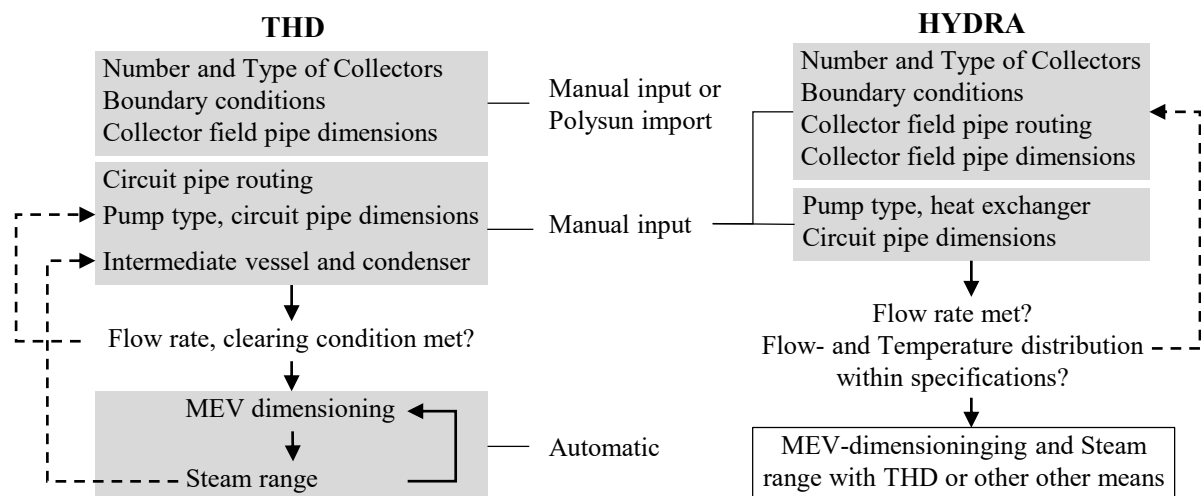 THD
Number and Type of Collectors
Boundary conditions
Collector field pipe dimensions
Manual input or
Polysun import
Circuit pipe routing
Pump type, circuit pipe dimensions
Intermediate vessel and condenser
Manual input
Flow rate, clearing condition met?
MEV dimensioning
Steam range
Automatic
HYDRA
Number and Type of Collectors
Boundary conditions
Collector field pipe routing
Collector field pipe dimensions
Pump type, heat exchanger
Circuit pipe dimensions
Flow rate met?
Flow- and Temperature distribution
within specifications?
MEV-dimensioninging and Steam
range with THD or other other means